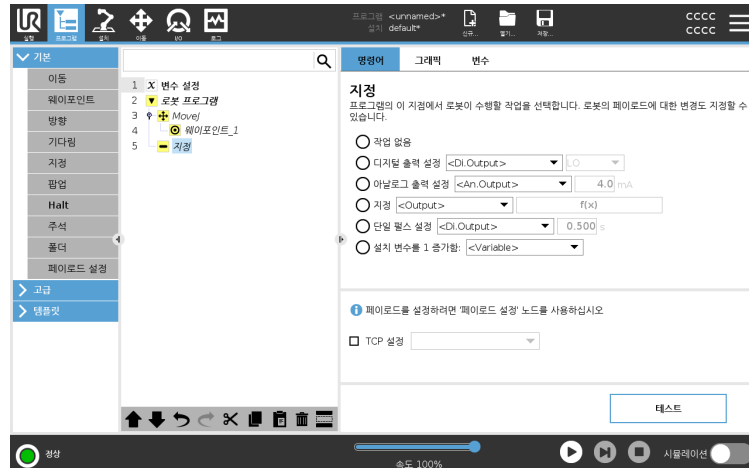 UR
실행
프로그램
설치
이동
I/O
로그
프로그램 <unnamed>*
설치 default*
신규...
열기...
저장...
cccc
cccc
기본
이동
웨이포인트
방향
기다림
지정
팝업
Halt
주석
폴더
페이로드 설정
고급
템플릿
1 X 변수 설정
2 로봇 프로그램
3 MoveJ
4 웨이포인트_1
5 지정
명령어 그래픽 변수
지정
프로그램의 이 지점에서 로봇이 수행할 작업을 선택합니다. 로봇의 페이로드에 대한 변경도 지정할 수
있습니다.
작업 없음
디지털 출력 설정 <Di.Output> LO
아날로그 출력 설정 <An.Output> 4.0 mA
지정 <Output> f(x)
단일 펄스 설정 <Di.Output> 0.500 s
설치 변수를 1 증가함: <Variable>
페이로드를 설정하려면 '페이로드 설정' 노드를 사용하십시오
TCP 설정
테스트
정상
속도 100%
시뮬레이션